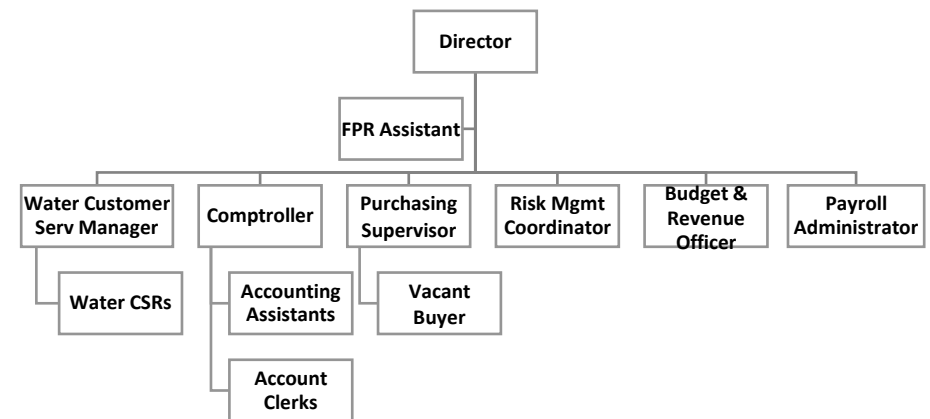 Director
FPR Assistant
Water Customer
Serv Manager
Comptroller
Purchasing
Supervisor
Risk Mgmt
Coordinator
Budget &
Revenue
Officer
Payroll
Administrator
Water CSRs
Accounting
Assistants
Vacant
Buyer
Account
Clerks